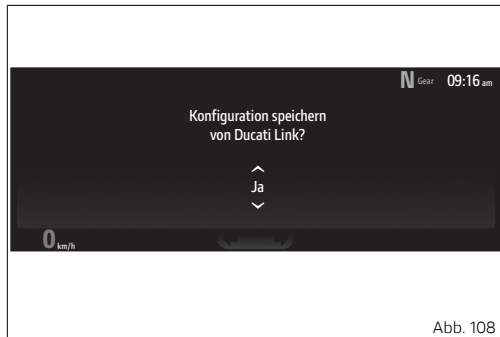 N Gear 09:16 am
Konfiguration speichern
von Ducati Link?
Ja
0 km/h
Abb. 108